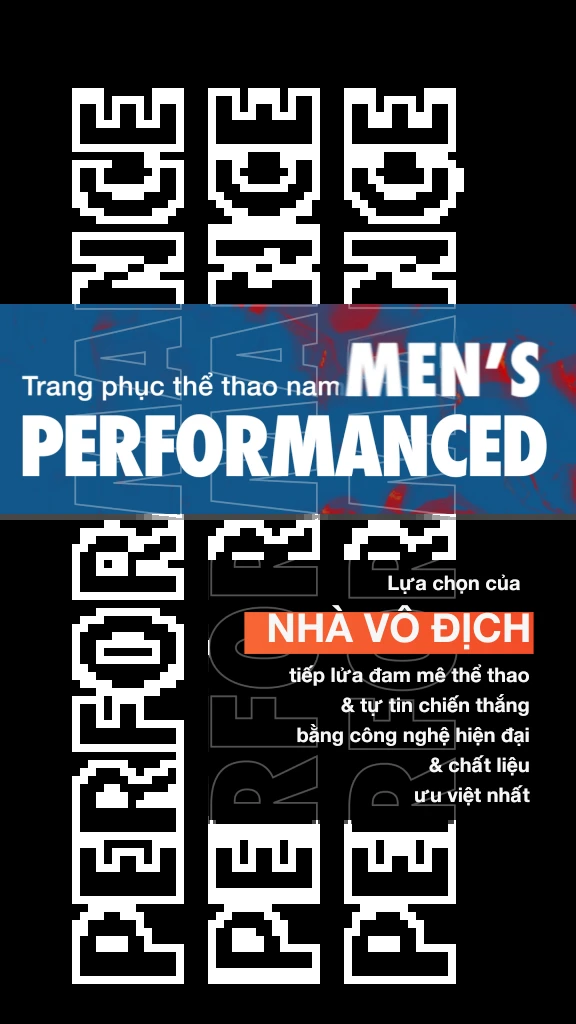 PERFORMANCE
PERFORMANCE
PERFORMANCE
Trang phục thể thao nam MEN'S
PERFORMANCED
Lựa chọn của
NHÀ VÔ ĐỊCH
tiếp lửa đam mê thể thao
& tự tin chiến thắng
bằng công nghệ hiện đại
& chất liệu
ưu việt nhất